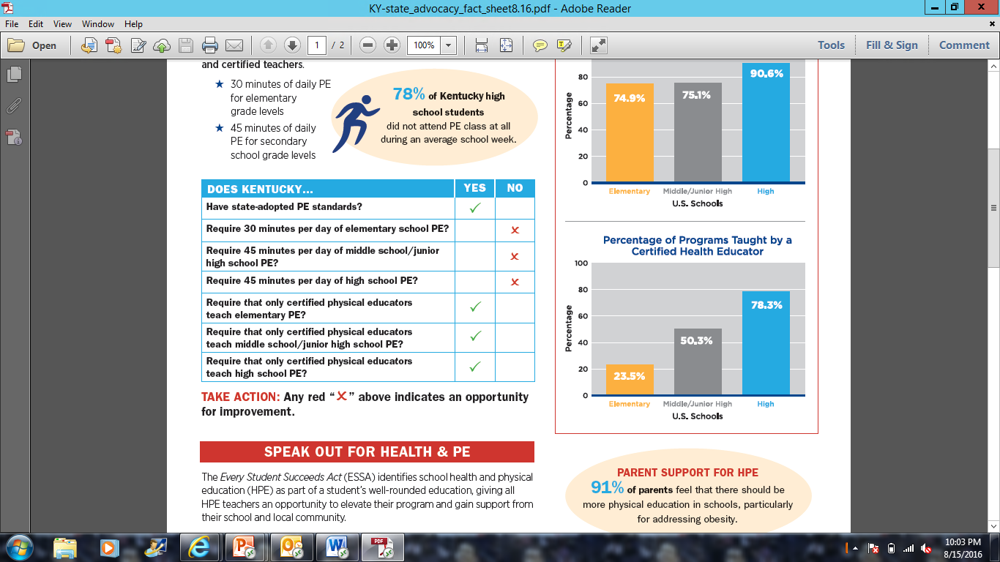 KY-state_advocacy_fact_sheet8.16.pdf - Adobe Reader
File Edit View Window Help
Open 1 / 2 100% Tools Fill & Sign Comment
and certified teachers.
★ 30 minutes of daily PE
for elementary
grade levels
★ 45 minutes of daily
PE for secondary
school grade levels
78% of Kentucky high
school students
did not attend PE class at all
during an average school week.
DOES KENTUCKY... YES NO
Have state-adopted PE standards? ✓
Require 30 minutes per day of elementary school PE? ✗
Require 45 minutes per day of middle school/junior
high school PE? ✗
Require 45 minutes per day of high school PE? ✗
Require that only certified physical educators
teach elementary PE? ✓
Require that only certified physical educators
teach middle school/junior high school PE? ✓
Require that only certified physical educators
teach high school PE? ✓
TAKE ACTION: Any red “✗” above indicates an opportunity
for improvement.
SPEAK OUT FOR HEALTH & PE
The Every Student Succeeds Act (ESSA) identifies school health and physical
education (HPE) as part of a student’s well-rounded education, giving all
HPE teachers an opportunity to elevate their program and gain support from
their school and local community.
Percentage
80
60
40
20
0
74.9%
75.1%
90.6%
Elementary Middle/Junior High High
U.S. Schools
Percentage of Programs Taught by a
Certified Health Educator
Percentage
100
80
60
40
20
0
23.5%
50.3%
78.3%
Elementary Middle/Junior High High
U.S. Schools
PARENT SUPPORT FOR HPE
91% of parents feel that there should be
more physical education in schools, particularly
for addressing obesity.
10:03 PM
8/15/2016